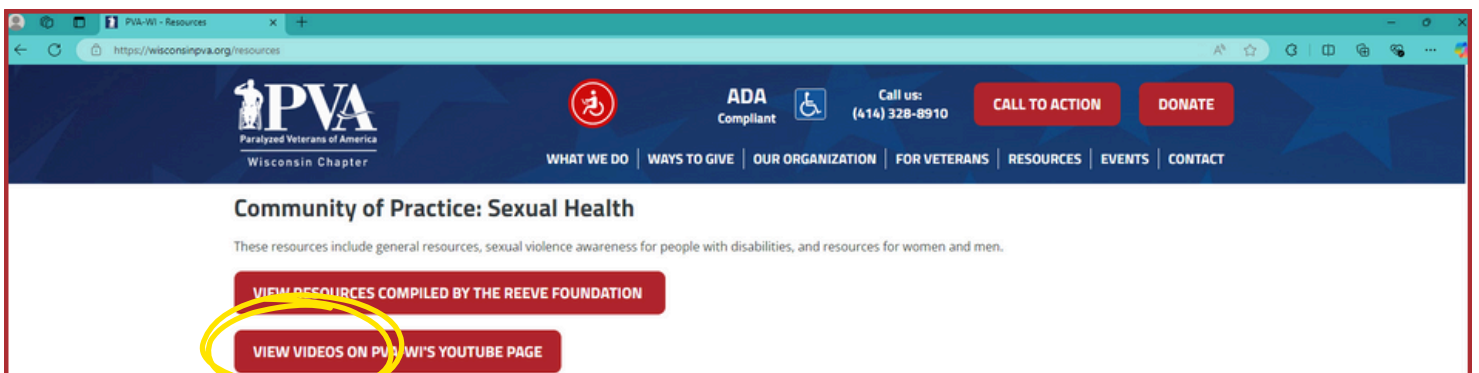 PVA-WI - Resources
https://wisconsinpva.org/resources
PVA
Paralyzed Veterans of America
Wisconsin Chapter
ADA
Compliant
Call us:
(414) 328-8910
CALL TO ACTION
DONATE
WHAT WE DO | WAYS TO GIVE | OUR ORGANIZATION | FOR VETERANS | RESOURCES | EVENTS | CONTACT
Community of Practice: Sexual Health
These resources include general resources, sexual violence awareness for people with disabilities, and resources for women and men.
VIEW RESOURCES COMPILED BY THE REEVE FOUNDATION
VIEW VIDEOS ON PVA-WI'S YOUTUBE PAGE